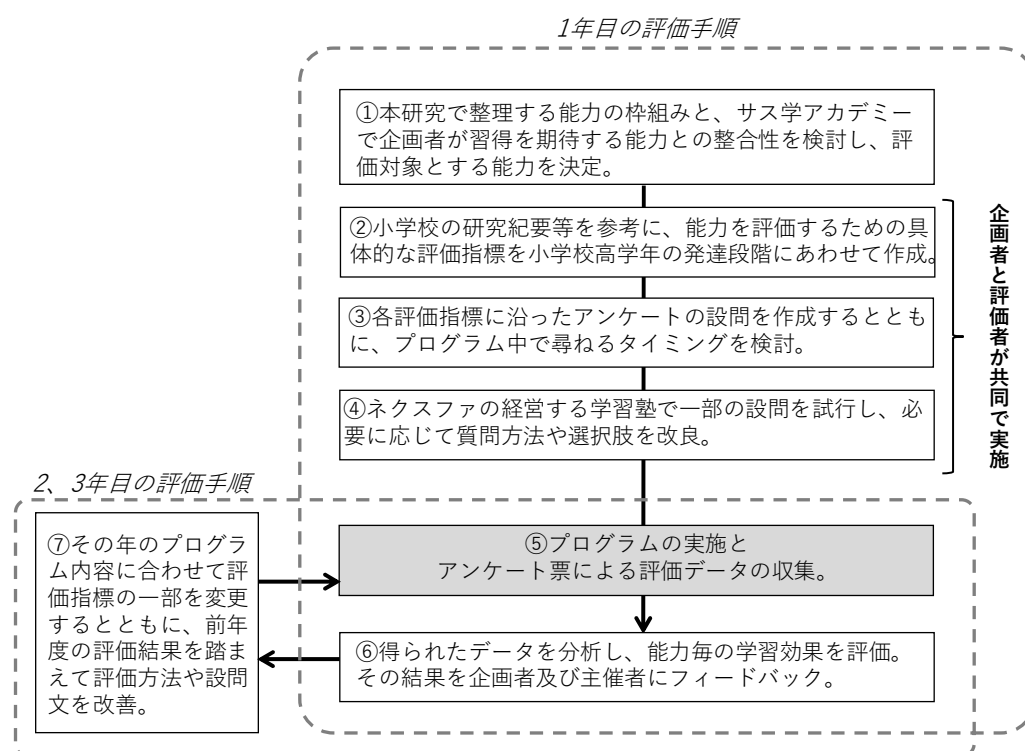 1年目の評価手順
①本研究で整理する能力の枠組みと、サス学アカデミー
で企画者が習得を期待する能力との整合性を検討し、評
価対象とする能力を決定。
②小学校の研究紀要等を参考に、能力を評価するための具
体的な評価指標を小学校高学年の発達段階にあわせて作成。
③各評価指標に沿ったアンケートの設問を作成するととも
に、プログラム中で尋ねるタイミングを検討。
④ネクスファの経営する学習塾で一部の設問を試行し、必
要に応じて質問方法や選択肢を改良。
企画者と評価者が共同で実施
2、3年目の評価手順
⑤プログラムの実施と
アンケート票による評価データの収集。
⑥得られたデータを分析し、能力毎の学習効果を評価。
その結果を企画者及び主催者にフィードバック。
⑦その年のプログラ
ム内容に合わせて評
価指標の一部を変更
するとともに、前年
度の評価結果を踏ま
えて評価方法や設問
文を改善。